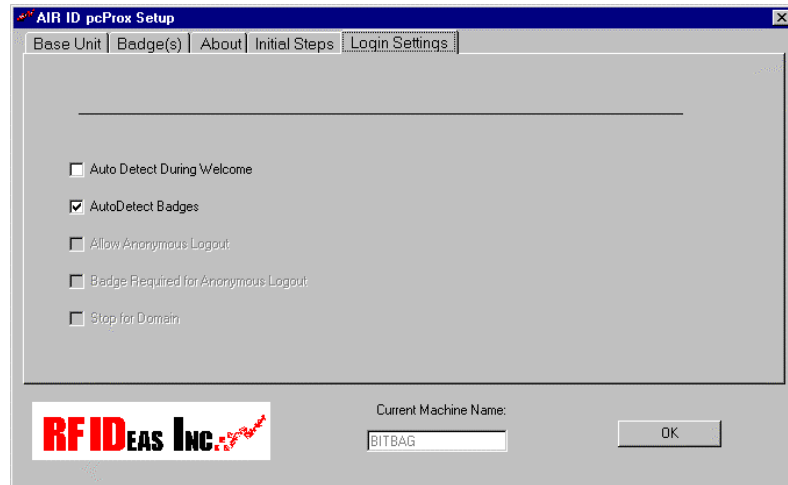 AIR ID pcProx Setup
Base Unit Badge(s) About Initial Steps Login Settings
Auto Detect During Welcome
AutoDetect Badges
Allow Anonymous Logout
Badge Required for Anonymous Logout
Stop for Domain
RF IDEAS INC.
Current Machine Name:
BITBAG
OK